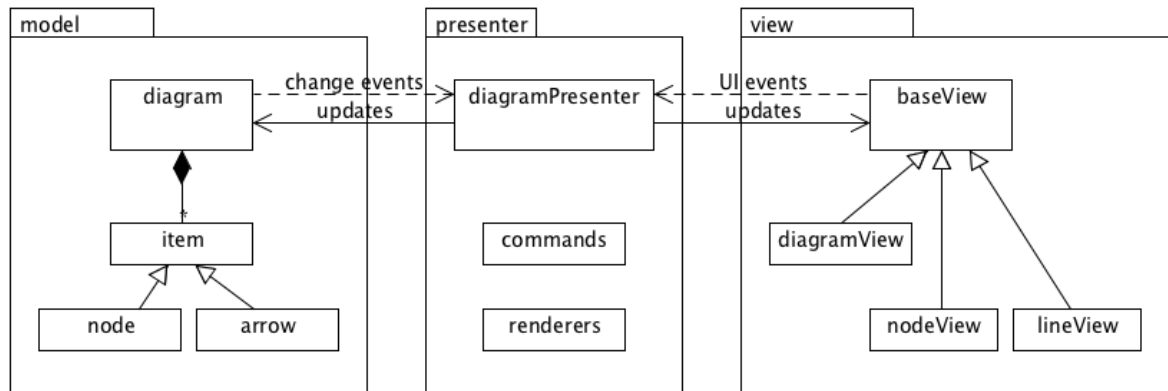 model
presenter
view
diagram
change events
updates
diagramPresenter
UI events
updates
baseView
*
item
commands
diagramView
node
arrow
renderers
nodeView
lineView